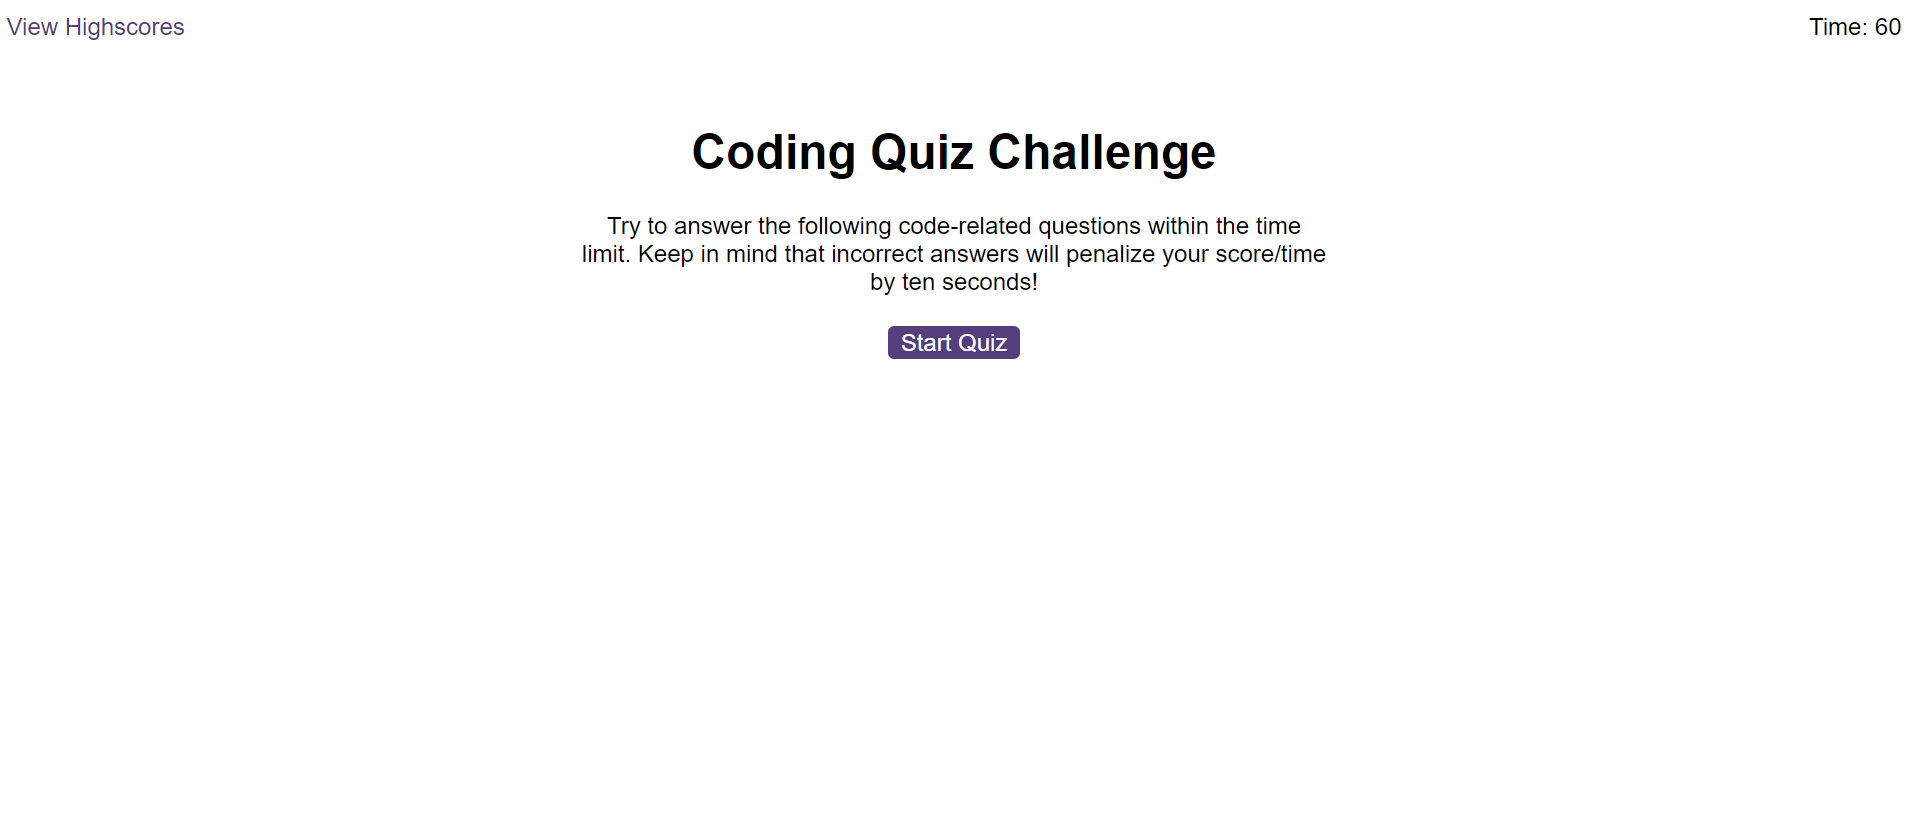 View Highscores
Time: 60
Coding Quiz Challenge
Try to answer the following code-related questions within the time
limit. Keep in mind that incorrect answers will penalize your score/time
by ten seconds!
Start Quiz